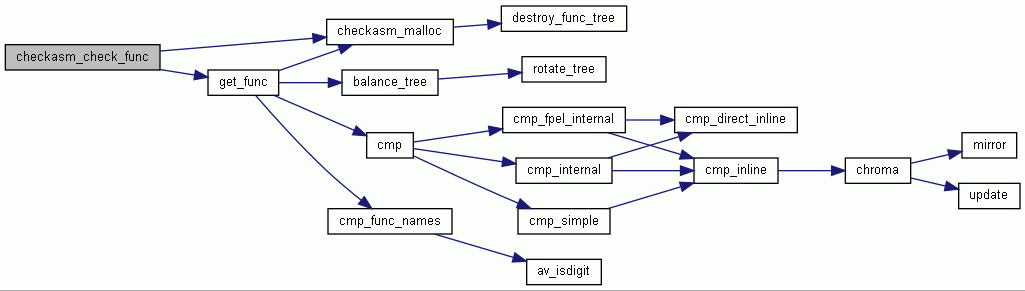 checkasm_check_func
checkasm_malloc
destroy_func_tree
get_func
balance_tree
rotate_tree
cmp
cmp_fpel_internal
cmp_direct_inline
cmp_internal
cmp_inline
chroma
mirror
update
cmp_simple
cmp_func_names
av_isdigit